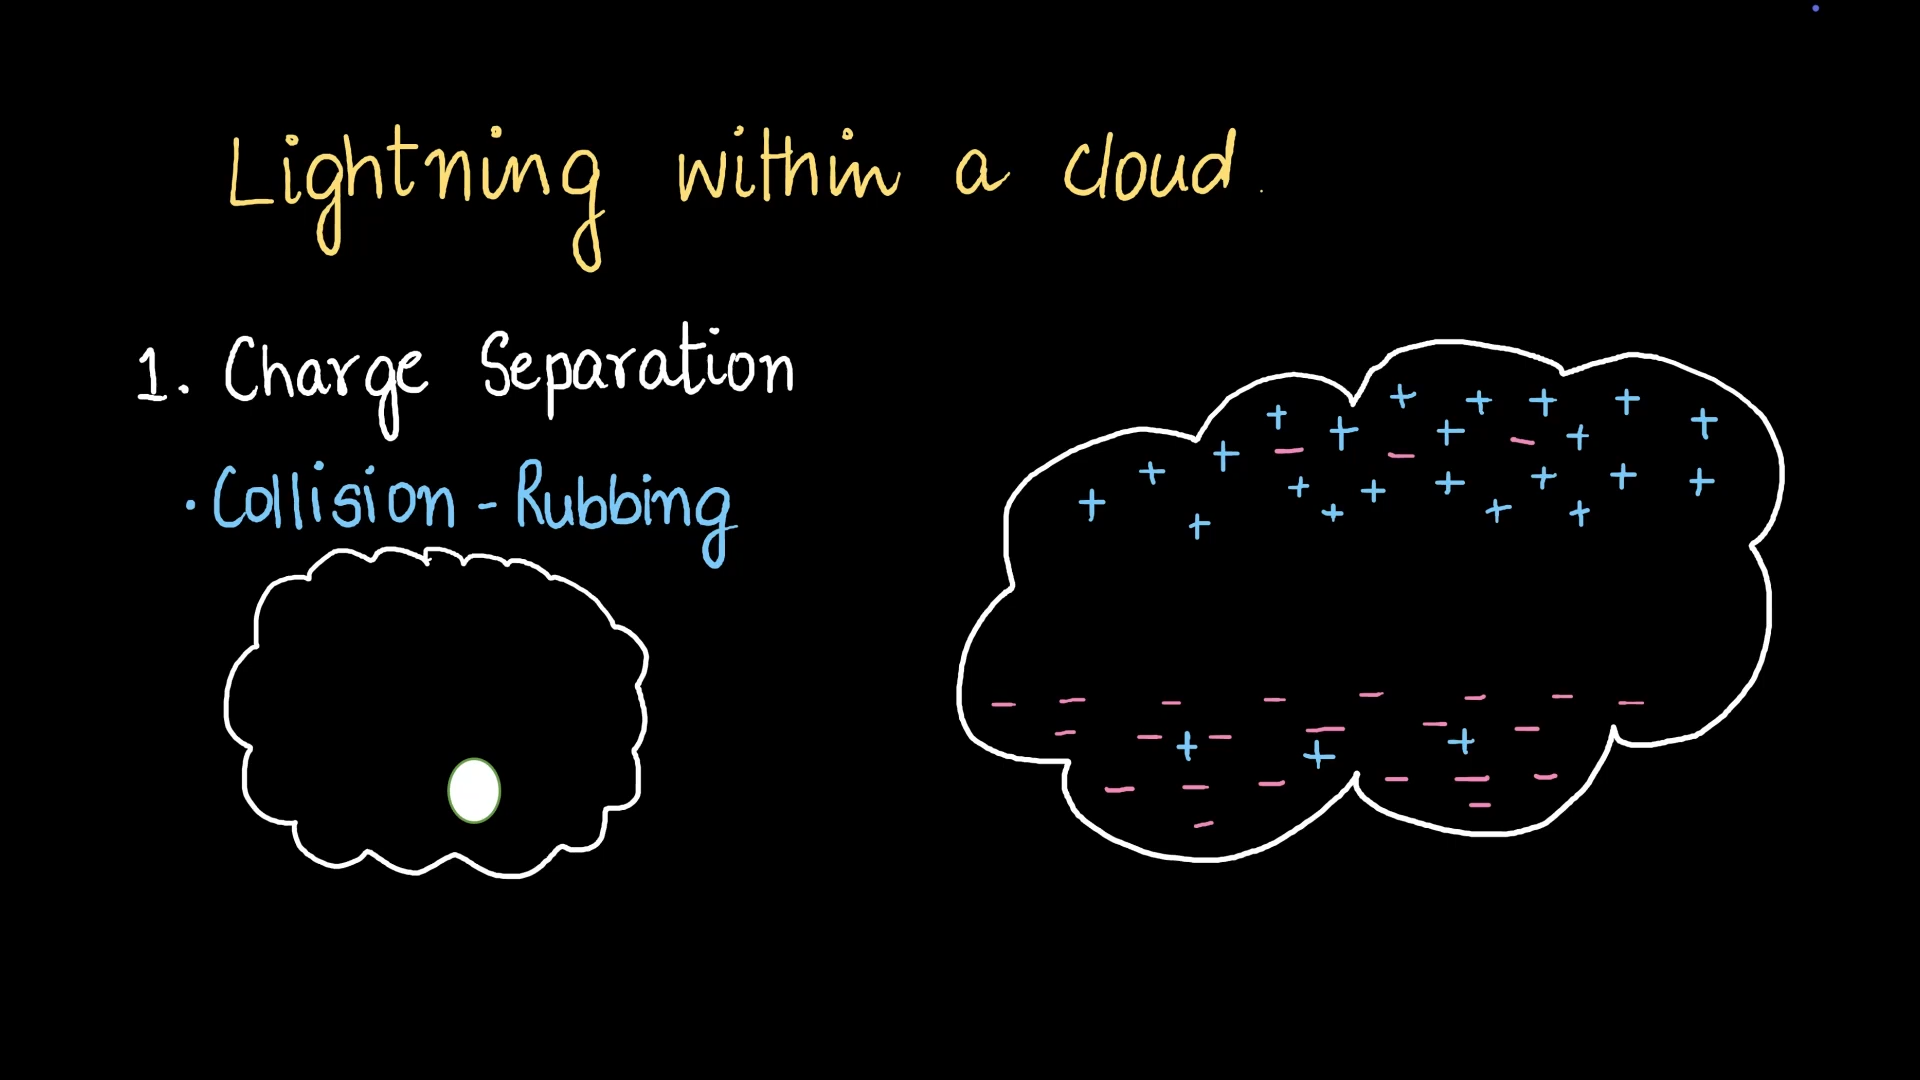 Lightning within a cloud.
1. Charge Separation
· Collision - Rubbing
+ + + + +
+ + + + +
+ - - -
+ + + + + + + +
+ + + + +
- - - - - - - -
- - - - - -
+ + +
- - - - - -
- -